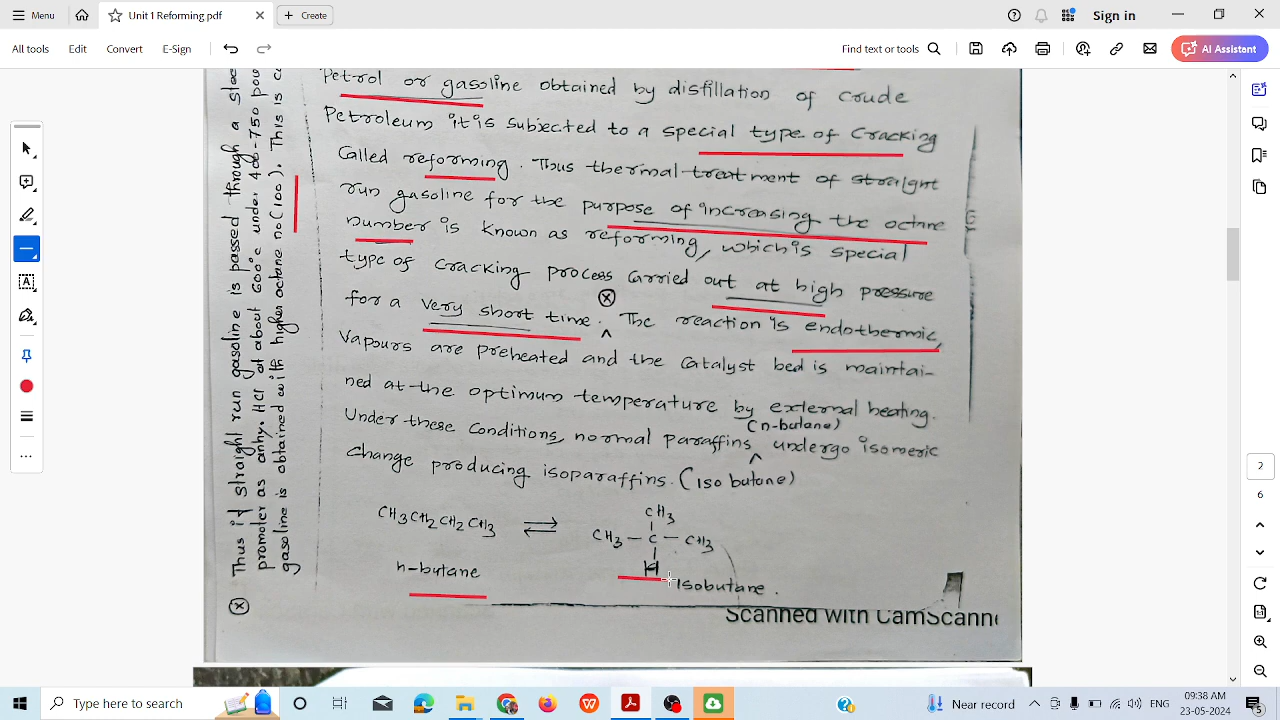 Menu
Unit 1 Reforming.pdf
Create
Sign in
All tools
Edit
Convert
E-Sign
Find text or tools
AI Assistant
Petrol or gasoline obtained by distillation of crude
Petroleum it is subjected to a special type of cracking
called reforming. Thus thermal treatment of straight
run gasoline for the purpose of increasing the octane
number is known as reforming, which is special
type of cracking process carried out at high pressure
for a very short time. The reaction is endothermic,
Vapours are preheated and the catalyst bed is maintai-
ned at the optimum temperature by external heating.
(n-butane)
Under these conditions, normal paraffins undergo isomeric
change producing isoparaffins. (iso butane)
CH3
CH3CH2CH2CH3 ⇌ CH3 – C – CH3
H
n-butane
Isobutane.
Thus if straight run gasoline is passed through a
promoter as anhy. HCl at about 600°c under 400-750
gasoline is obtained with higher octane no (100). This is
Scanned with CamScann
2
6
Type here to search
Near record
ENG
09:38 AM
23-05-2024
5